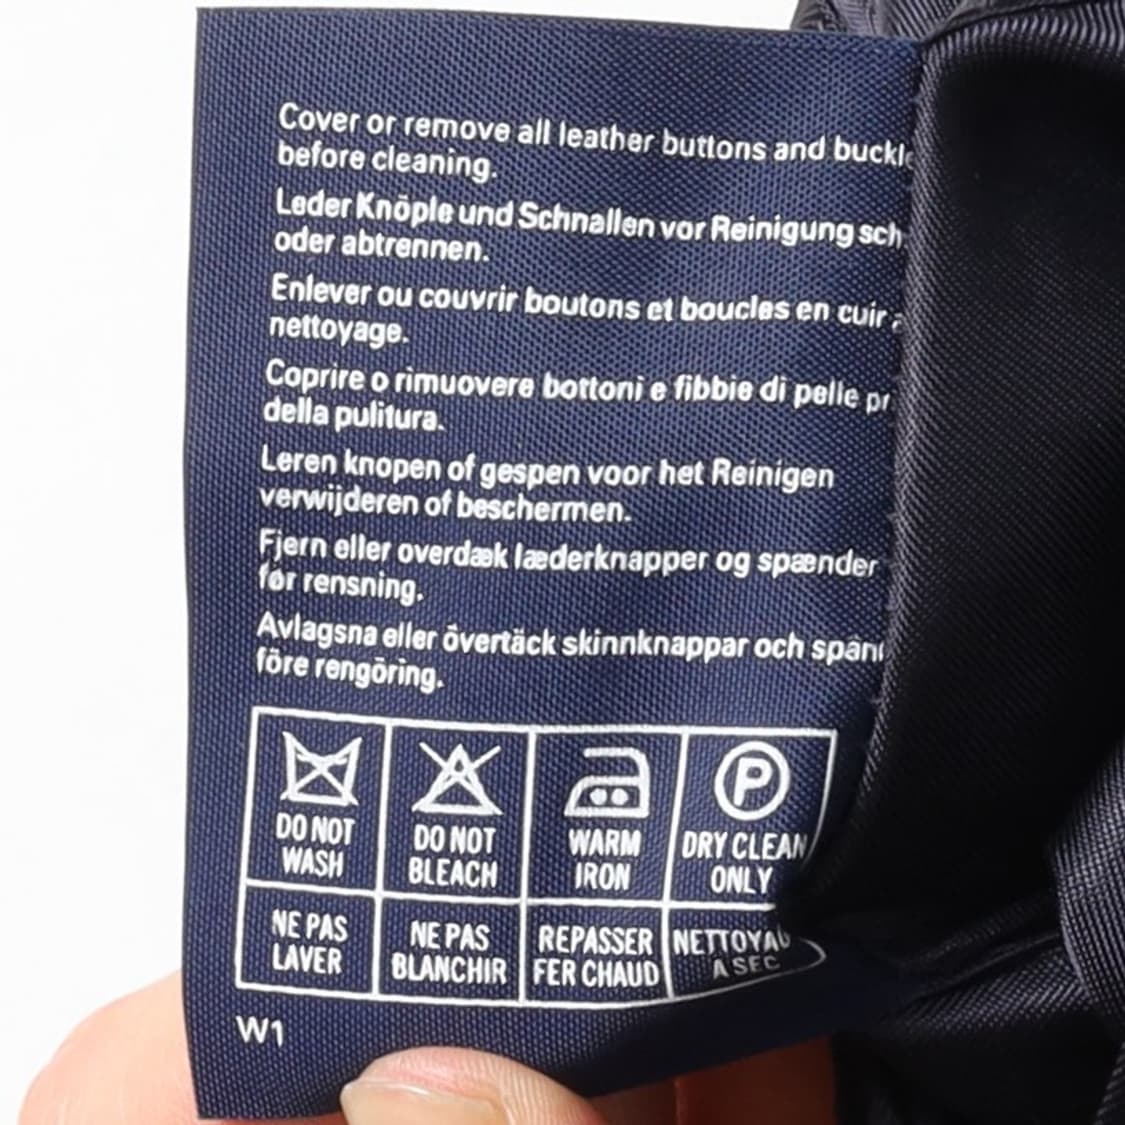 Cover or remove all leather buttons and buckl
before cleaning.
Leder Knöple und Schnallen vor Reinigung sch
oder abtrennen.
Enlever ou couvrir boutons et boucles en cuir
nettoyage.
Coprire o rimuovere bottoni e fibbie di pelle pr
della pulitura.
Leren knopen of gespen voor het Reinigen
verwijderen of beschermen.
Fjern eller overdæk læderknapper og spænder
før rensning.
Avlagsna eller övertäck skinnknappar och spän
före rengöring.
P
DO NOT WASH
DO NOT BLEACH
WARM IRON
DRY CLEAN ONLY
NE PAS LAVER
NE PAS BLANCHIR
REPASSER FER CHAUD
NETTOYAG A SEC
W1